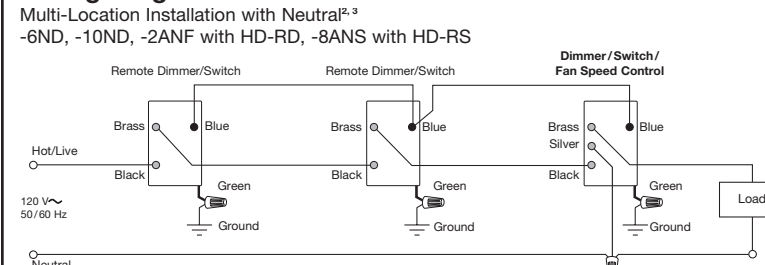 Multi-Location Installation with Neutral2, 3
-6ND, -10ND, -2ANF with HD-RD, -8ANS with HD-RS
Dimmer/Switch/
Fan Speed Control
Remote Dimmer/Switch
Remote Dimmer/Switch
Brass
Blue
Brass
Blue
Brass
Blue
Silver
Hot/Live
Black
Black
Black
Green
Green
Green
Load
120 V~
50/60 Hz
Ground
Ground
Ground
Neutral